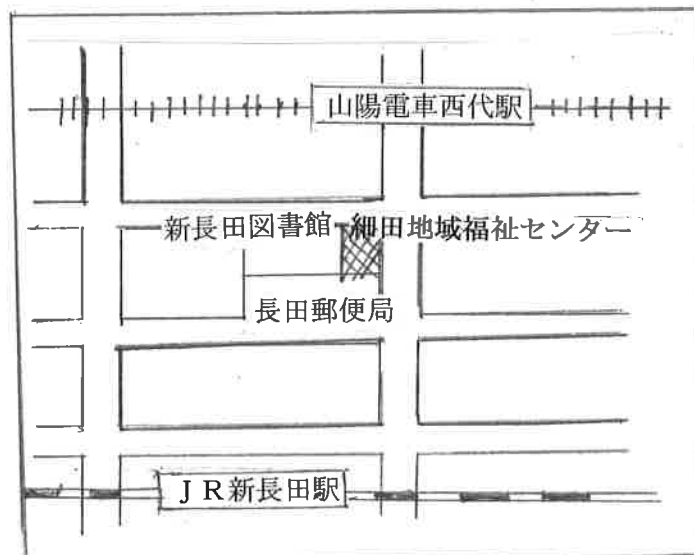 山陽電車西代駅
新長田図書館
細田地域福祉センター
長田郵便局
JR新長田駅